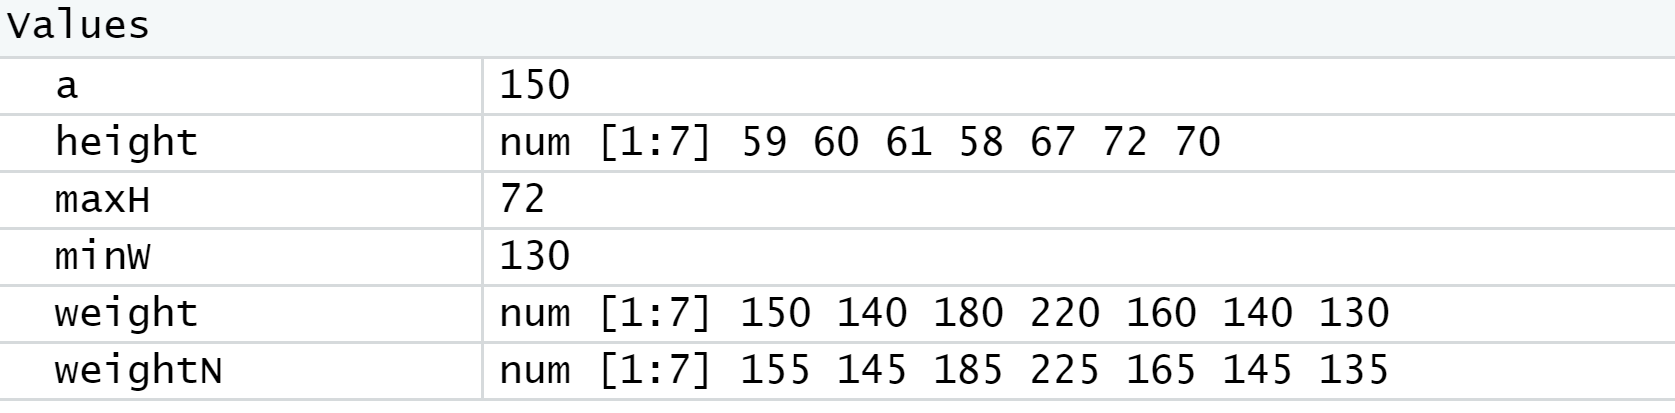 Values
a 150
height num [1:7] 59 60 61 58 67 72 70
maxH 72
minW 130
weight num [1:7] 150 140 180 220 160 140 130
weightN num [1:7] 155 145 185 225 165 145 135